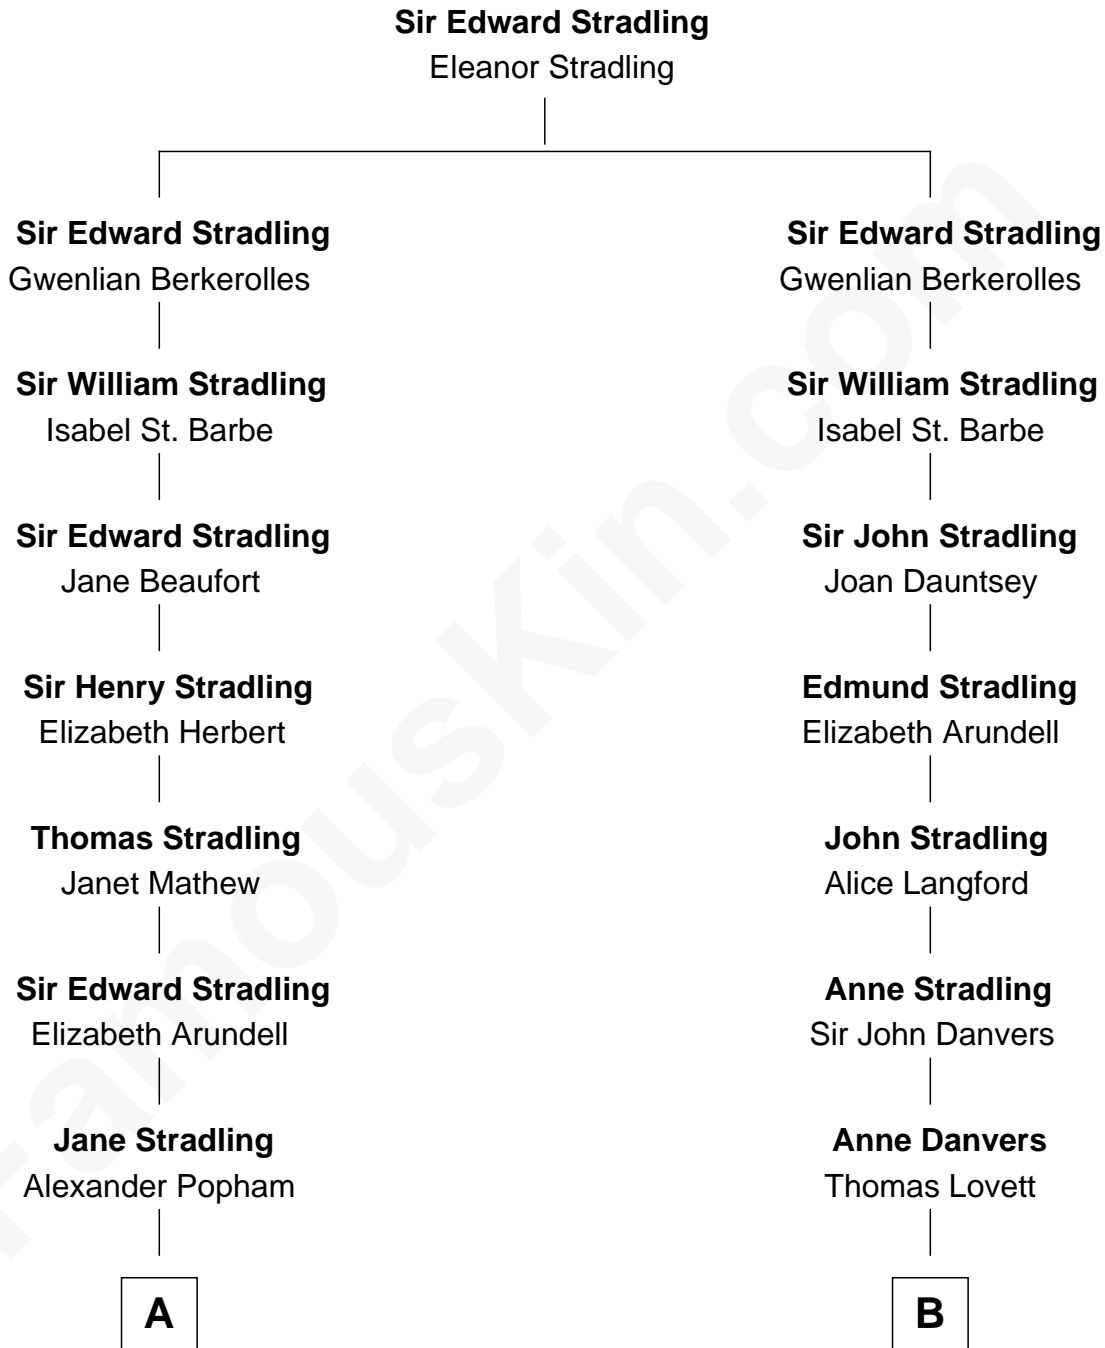 Sir Edward Stradling
Eleanor Stradling
Sir Edward Stradling
Gwenlian Berkerolles
Sir William Stradling
Isabel St. Barbe
Sir Edward Stradling
Jane Beaufort
Sir Henry Stradling
Elizabeth Herbert
Thomas Stradling
Janet Mathew
Sir Edward Stradling
Elizabeth Arundell
Jane Stradling
Alexander Popham
A
Sir Edward Stradling
Gwenlian Berkerolles
Sir William Stradling
Isabel St. Barbe
Sir John Stradling
Joan Dauntsey
Edmund Stradling
Elizabeth Arundell
John Stradling
Alice Langford
Anne Stradling
Sir John Danvers
Anne Danvers
Thomas Lovett
B
FamousKin.com